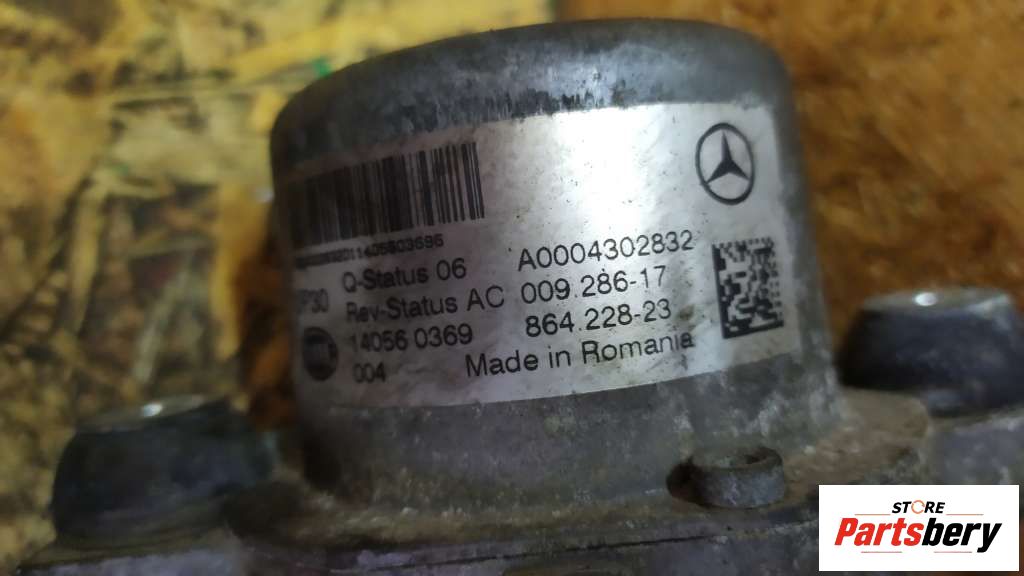 Q-Status 06 A0004302832
Rev-Status AC 009.286-17
14056 0369 864.228-23
004 Made in Romania
STORE
Partsbery